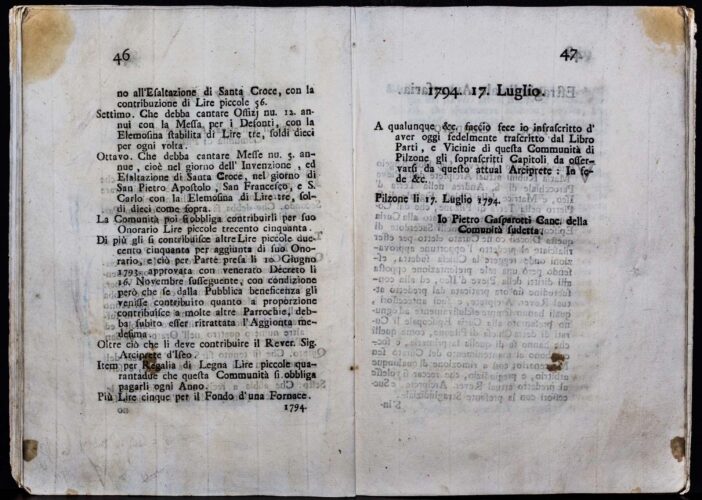 46
no all'Esaltazione di Santa Croce, con la
contribuzione di Lire piccole 56.
Settimo. Che debba cantare Offizj nu. 12. an-
nui con la Messa, per i Defonti, con la
Elemosina stabilita di Lire tre, soldi dieci
per ogni volta.
Ottavo. Che debba cantare Messe nu. 5. an-
nue, cioè nel giorno dell' Invenzione, ed
Esaltazione di Santa Croce, nel giorno di
San Pietro Apostolo, San Francesco, e S.
Carlo con la Elemosina di Lire tre, sol-
di dieci come sopra.
La Comunità poi si obbliga contribuirli per suo
Onorario Lire piccole trecento cinquanta.
Di più gli si contribuisce altre Lire piccole due-
cento cinquanta per aggiunta di suo Ono-
rario, e ciò per Parte presa li 10. Giugno
1793. approvata con venerato Decreto li
16. Novembre susseguente, con condizione
però che se dalla Pubblica beneficenza gli
venisse contribuito quanto a proporzione
contribuisce a molte altre Parrochie, deb-
ba subito esser ritrattata l'Aggionta me-
desima.
Oltre ciò che li deve contribuire il Rever. Sig.
Arciprete d'Iseo.
Item per Regalia di Legna Lire piccole qua-
rantadue che questa Communità si obbliga
pagarli ogni Anno.
Più Lire cinque per il Fondo d'una Fornace.
1794.
47
1794. 17. Luglio.
A qualunque &c. faccio fece io infrascritto d'
aver oggi fedelmente trascritto dal Libro
Parti, e Vicinie di questa Communità di
Pilzone gli soprascritti Capitoli da osser-
varsi da questo attual Arciprete: In fe-
de &c.
Pilzone li 17. Luglio 1794.
Io Pietro Gasparotti Canc. della
Comunità sudetta.